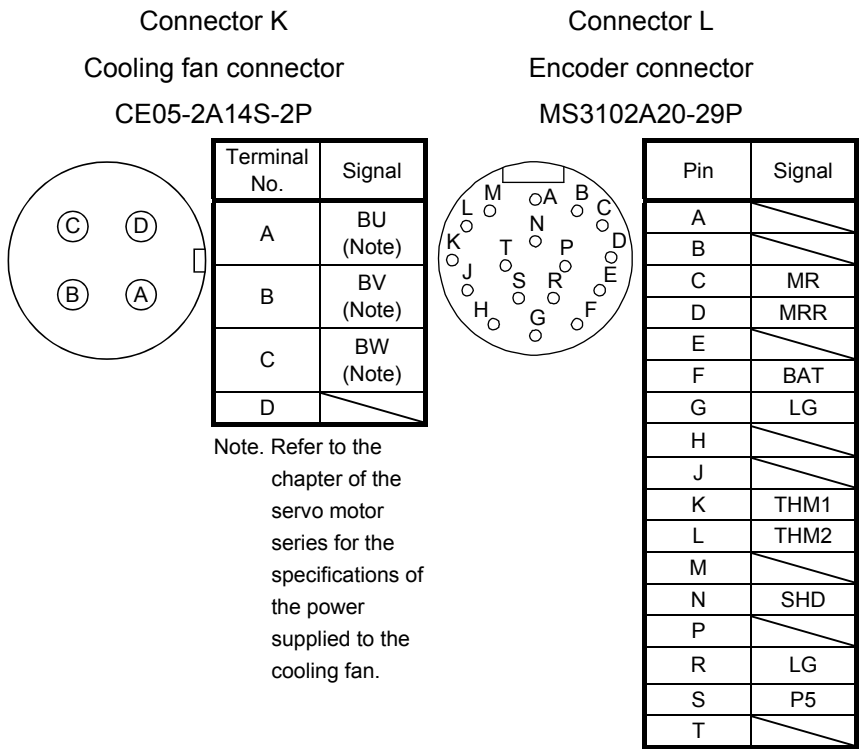 Connector K
Cooling fan connector
CE05-2A14S-2P
C D
B A
Terminal No. Signal
A BU (Note)
B BV (Note)
C BW (Note)
D
Note. Refer to the
chapter of the
servo motor
series for the
specifications of
the power
supplied to the
cooling fan.
Connector L
Encoder connector
MS3102A20-29P
M A B
L N C
K T P D
J S R E
H G F
Pin Signal
A
B
C MR
D MRR
E
F BAT
G LG
H
J
K THM1
L THM2
M
N SHD
P
R LG
S P5
T